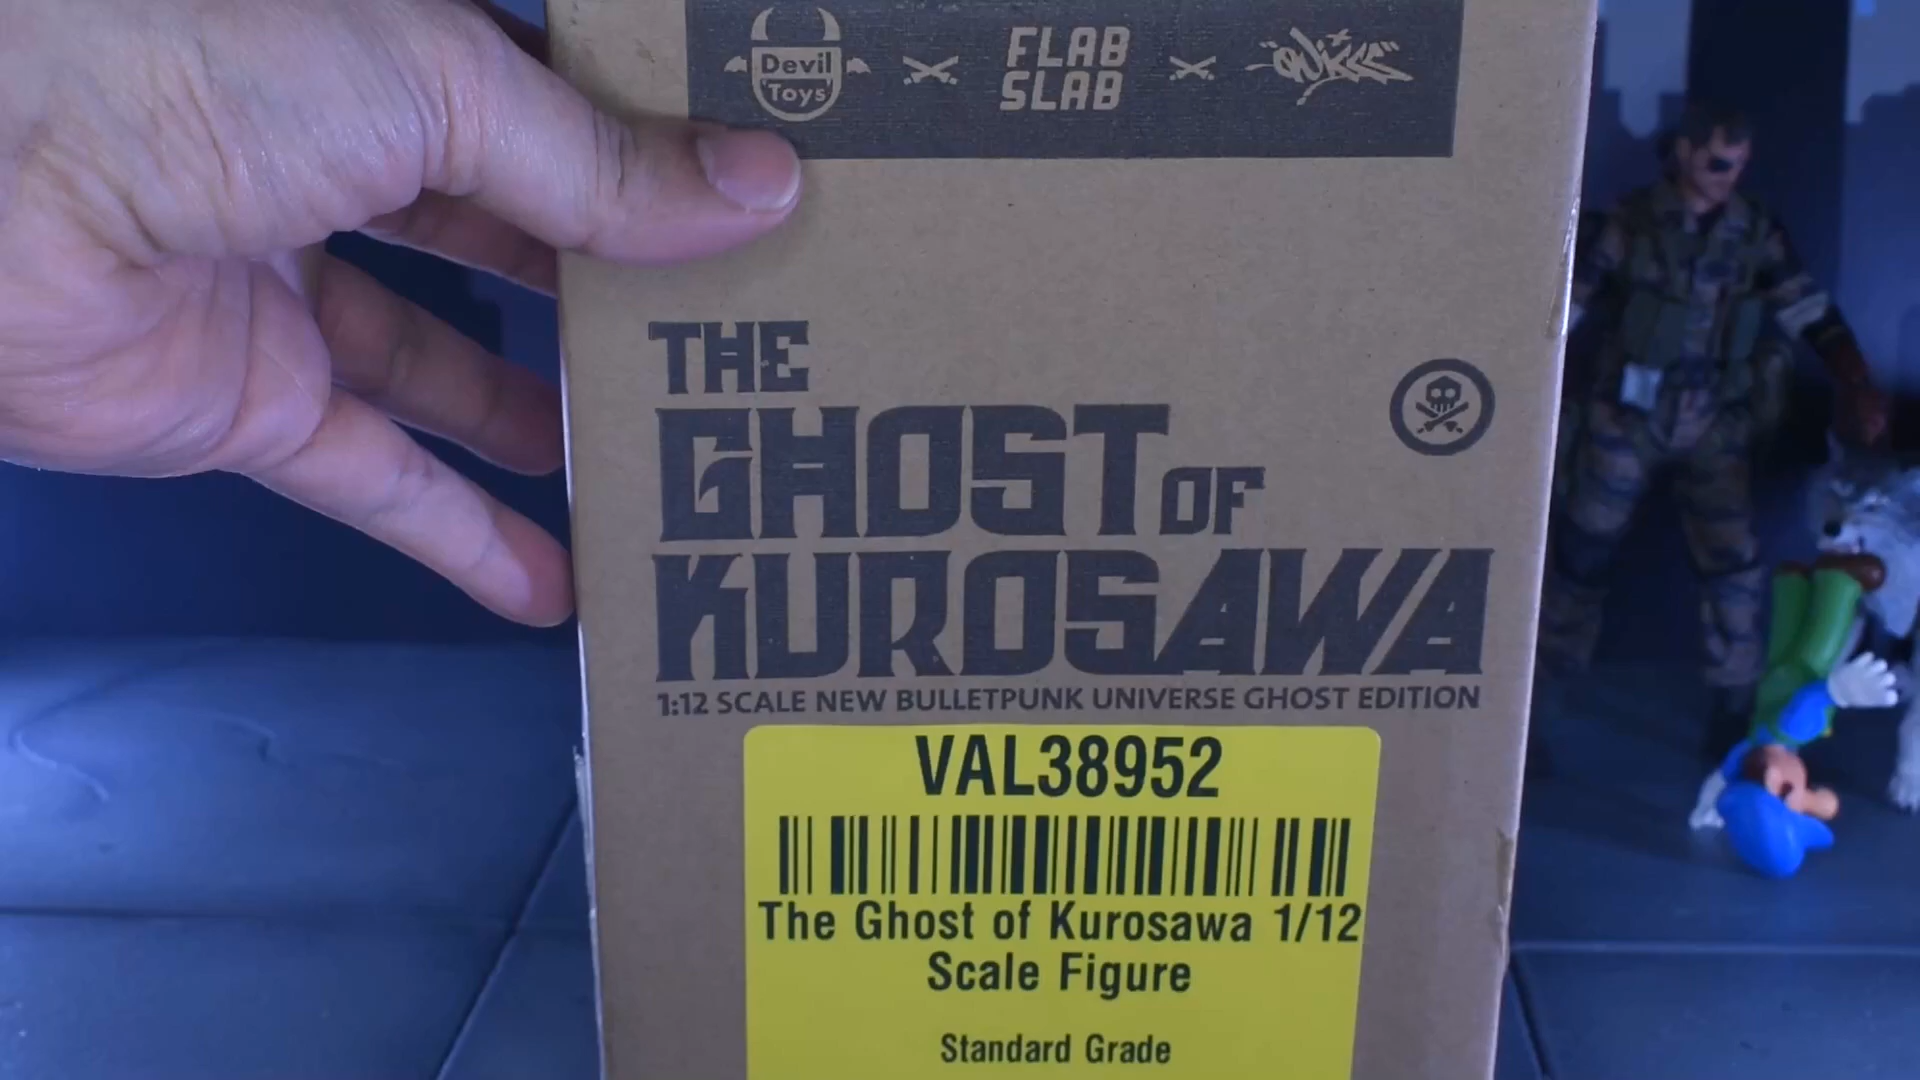 Devil Toys x FLAB SLAB x Quiccs
THE
GHOST OF
KUROSAWA
1:12 SCALE NEW BULLETPUNK UNIVERSE GHOST EDITION
VAL38952
The Ghost of Kurosawa 1/12
Scale Figure
Standard Grade